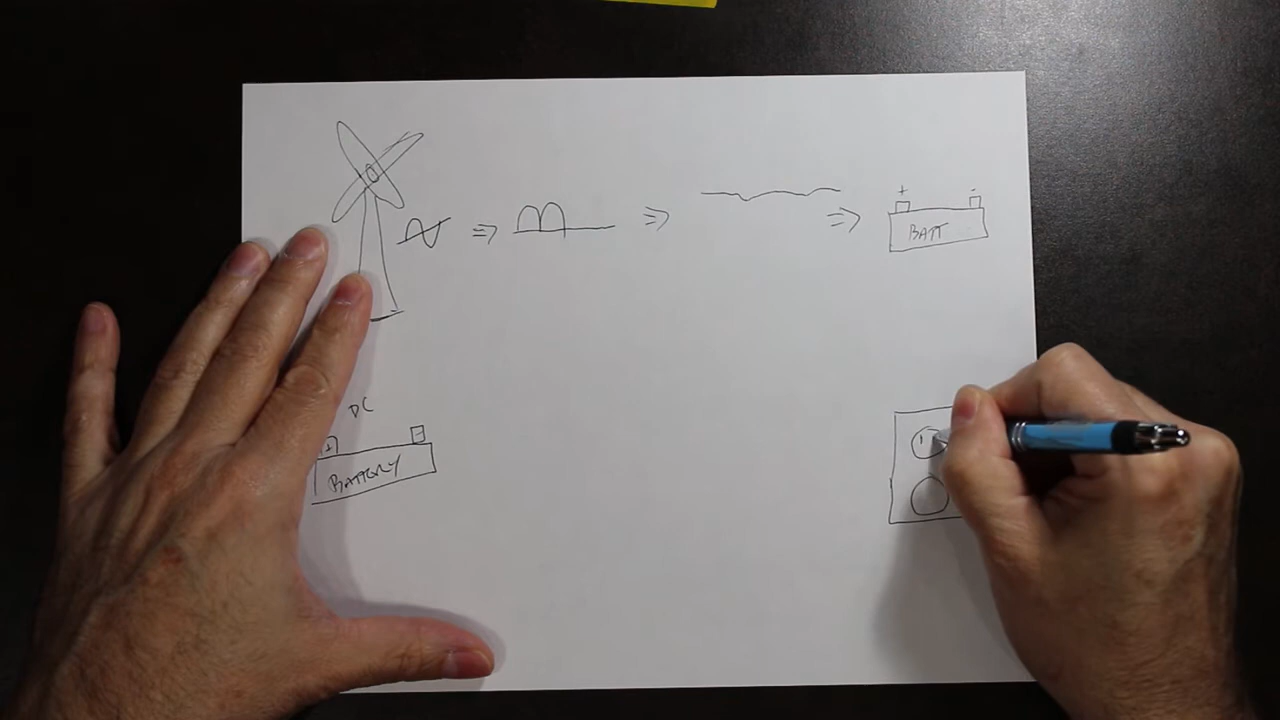 + -
BATT
DC
+
BATTERY